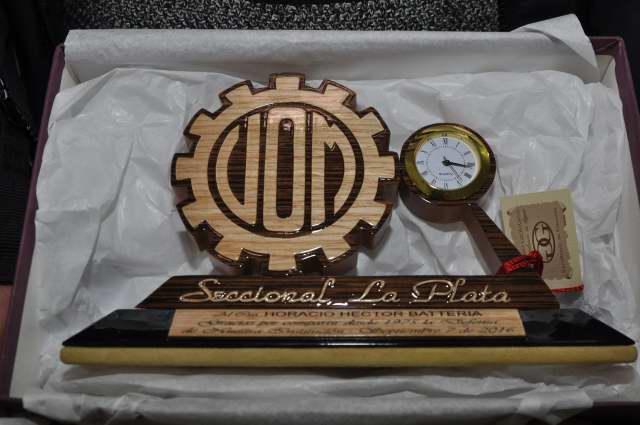 UOM
Seccional La Plata
Al Cro. HORACIO HECTOR BATTERIA
Gracias por compartir desde 1975 la Defensa
de Nuestra Institución - Septiembre 7 de 2016